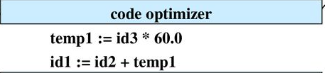 code optimizer
temp1 := id3 * 60.0
id1 := id2 + temp1